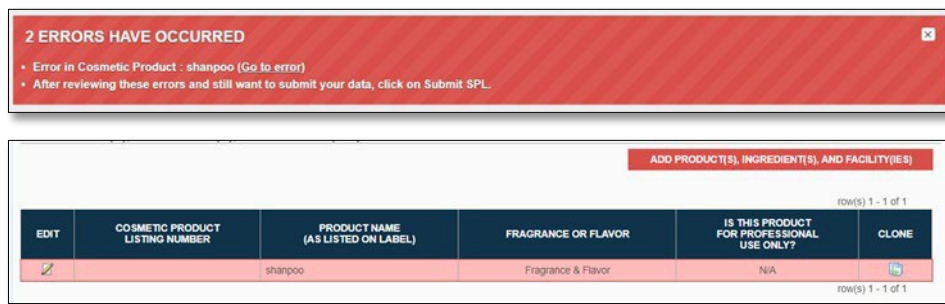 2 ERRORS HAVE OCCURRED
• Error in Cosmetic Product : shanpoo (Go to error)
• After reviewing these errors and still want to submit your data, click on Submit SPL.
ADD PRODUCT(S), INGREDIENT(S), AND FACILITY(IES)
row(s) 1 - 1 of 1
EDIT COSMETIC PRODUCT LISTING NUMBER PRODUCT NAME (AS LISTED ON LABEL) FRAGRANCE OR FLAVOR IS THIS PRODUCT FOR PROFESSIONAL USE ONLY? CLONE
shanpoo Fragrance & Flavor N/A
row(s) 1 - 1 of 1